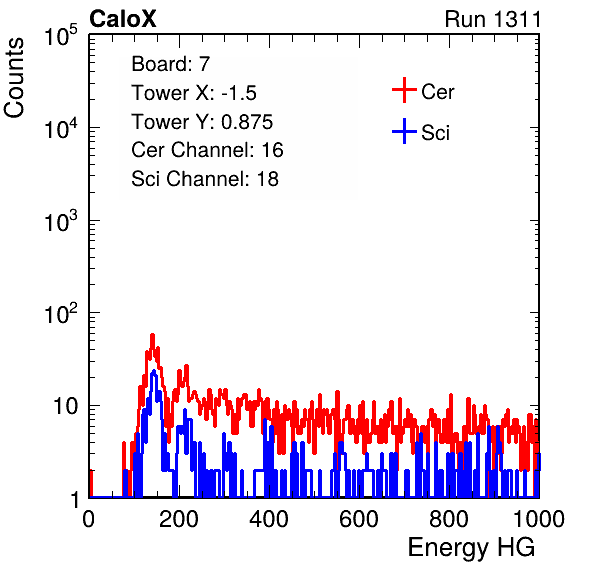 CaloX Run 1311
Counts
10^5
10^4
10^3
10^2
10
1
Board: 7
Tower X: -1.5
Tower Y: 0.875
Cer Channel: 16
Sci Channel: 18
Cer
Sci
0 200 400 600 800 1000
Energy HG